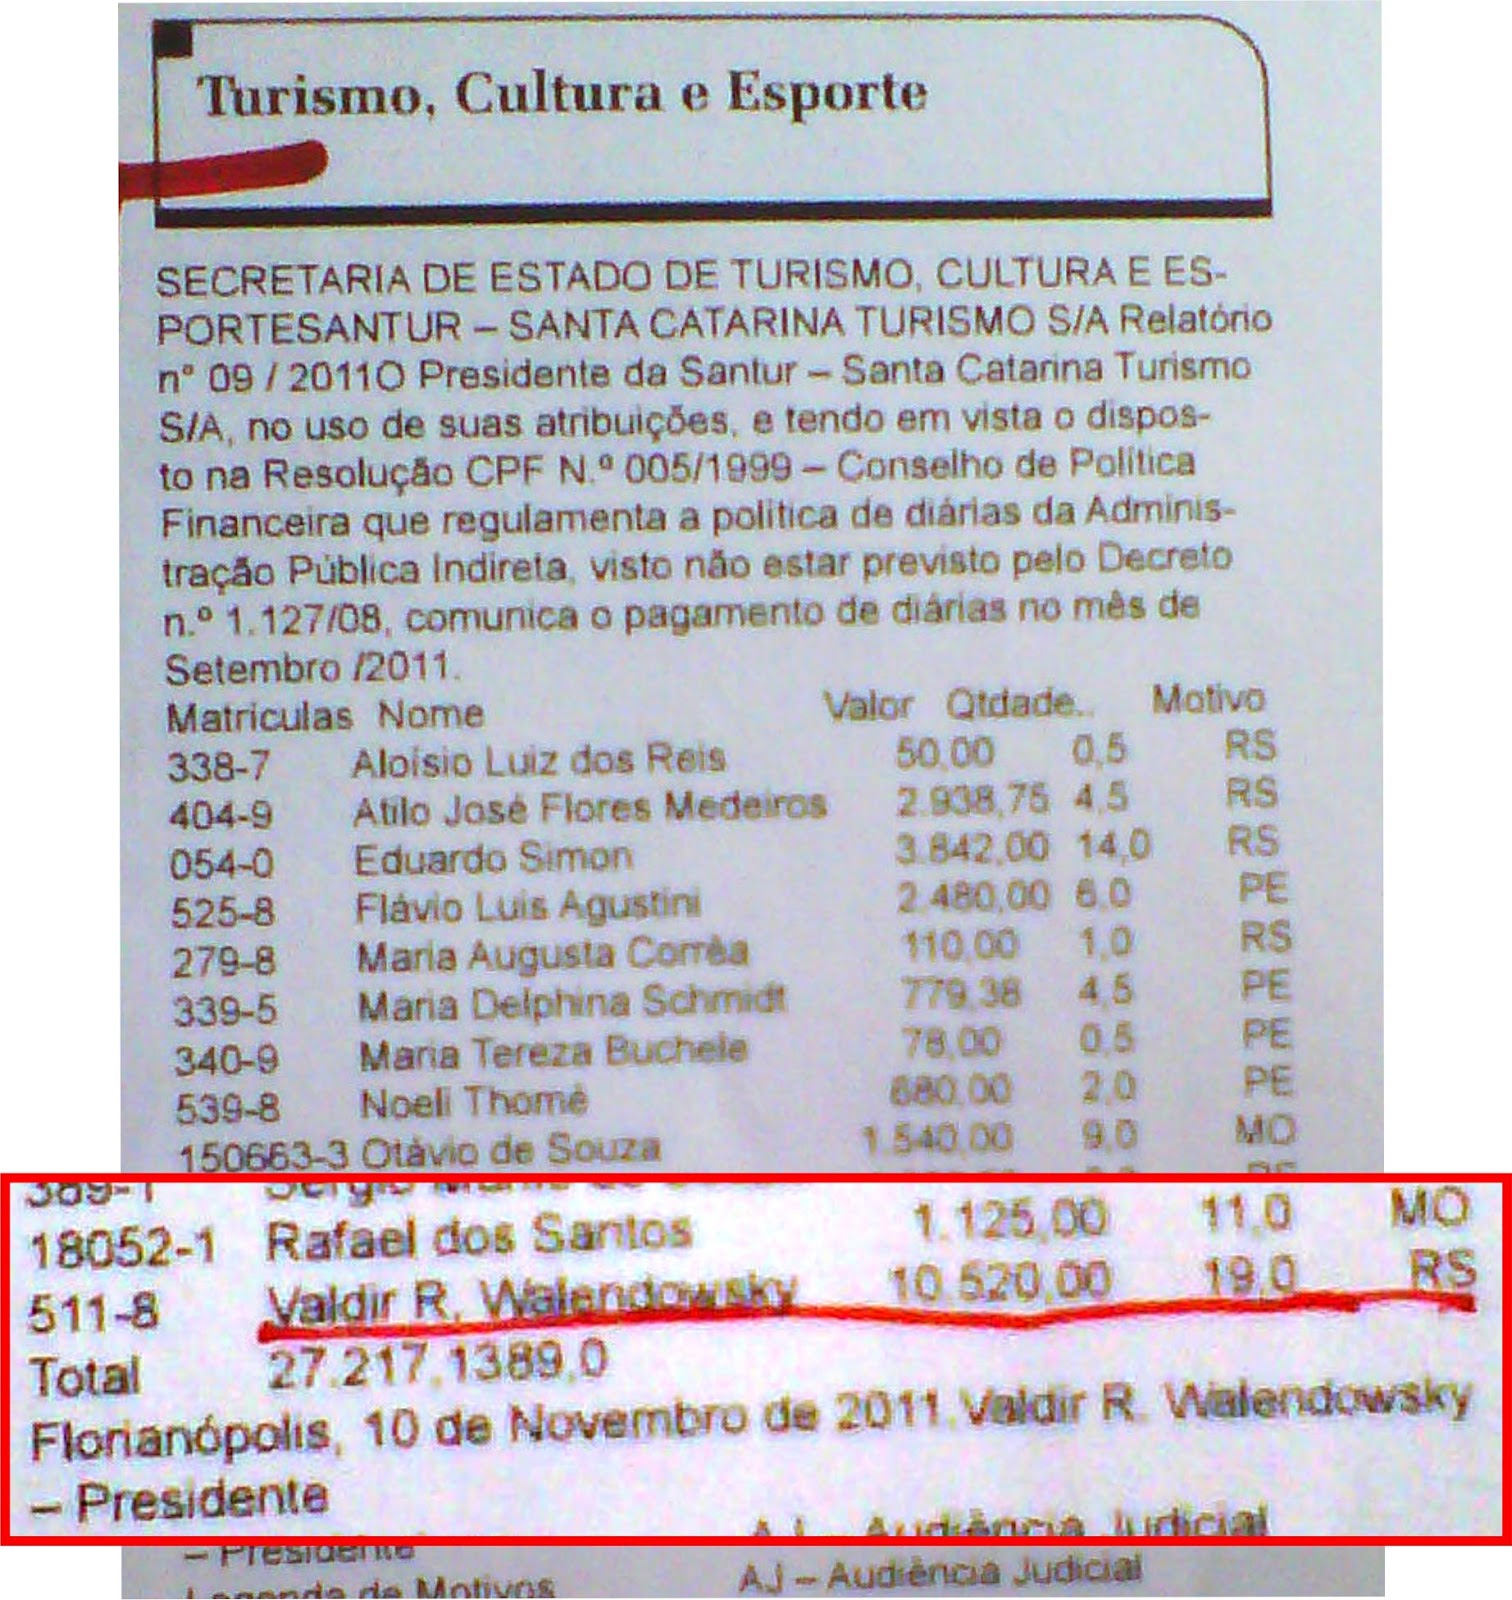 Turismo, Cultura e Esporte
SECRETARIA DE ESTADO DE TURISMO, CULTURA E ES-
PORTESANTUR – SANTA CATARINA TURISMO S/A Relatório
n° 09 / 2011O Presidente da Santur – Santa Catarina Turismo
S/A, no uso de suas atribuições, e tendo em vista o dispos-
to na Resolução CPF N.º 005/1999 – Conselho de Política
Financeira que regulamenta a política de diárias da Adminis-
tração Pública Indireta, visto não estar previsto pelo Decreto
n.º 1.127/08, comunica o pagamento de diárias no mês de
Setembro /2011.
Matriculas Nome Valor Qtdade.. Motivo
338-7 Aloísio Luiz dos Reis 50,00 0,5 RS
404-9 Atilo José Flores Medeiros 2.938,75 4,5 RS
054-0 Eduardo Simon 3.842,00 14,0 RS
525-8 Flávio Luis Agustini 2.480,00 6,0 PE
279-8 Maria Augusta Corrêa 110,00 1,0 RS
339-5 Maria Delphina Schmidt 779,38 4,5 PE
340-9 Maria Tereza Buchele 78,00 0,5 PE
539-8 Noeli Thomé 680,00 2,0 PE
150663-3 Otávio de Souza 1.540,00 9,0 MO
389-1
18052-1 Rafael dos Santos 1.125,00 11,0 MO
511-8 Valdir R. Walendowsky 10.520,00 19,0 RS
Total 27.217,1389,0
Florianópolis, 10 de Novembro de 2011.Valdir R. Walendowsky
– Presidente
AJ – Audiência Judicial
– Presidente
Legenda de Motivos AJ – Audiência Judicial